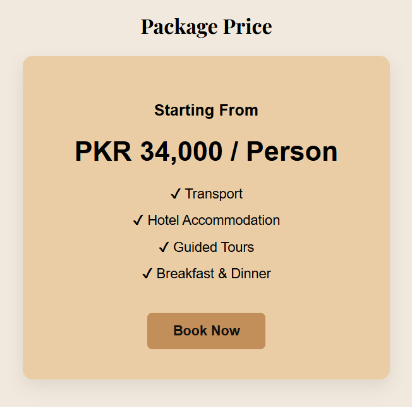 Package Price
Starting From
PKR 34,000 / Person
✓ Transport
✓ Hotel Accommodation
✓ Guided Tours
✓ Breakfast & Dinner
Book Now